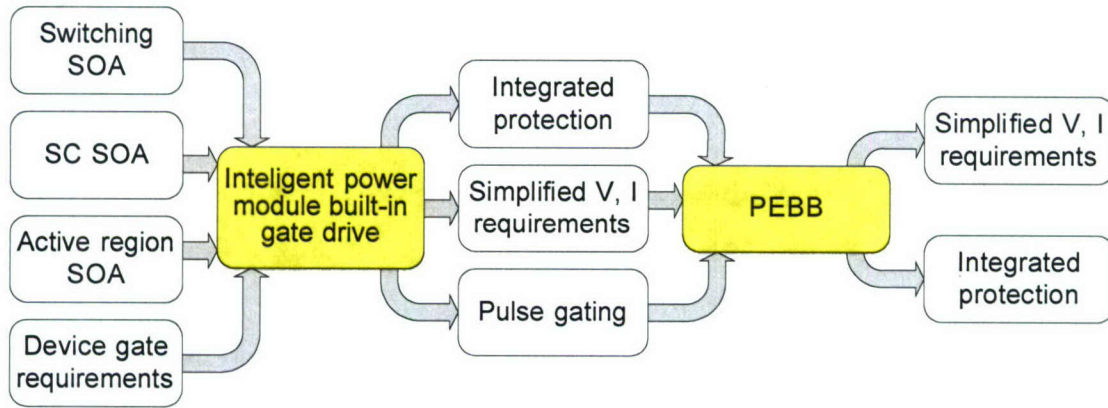 Switching
SOA
SC SOA
Active region
SOA
Device gate
requirements
Inteligent power
module built-in
gate drive
Integrated
protection
Simplified V, I
requirements
Pulse gating
PEBB
Simplified V, I
requirements
Integrated
protection